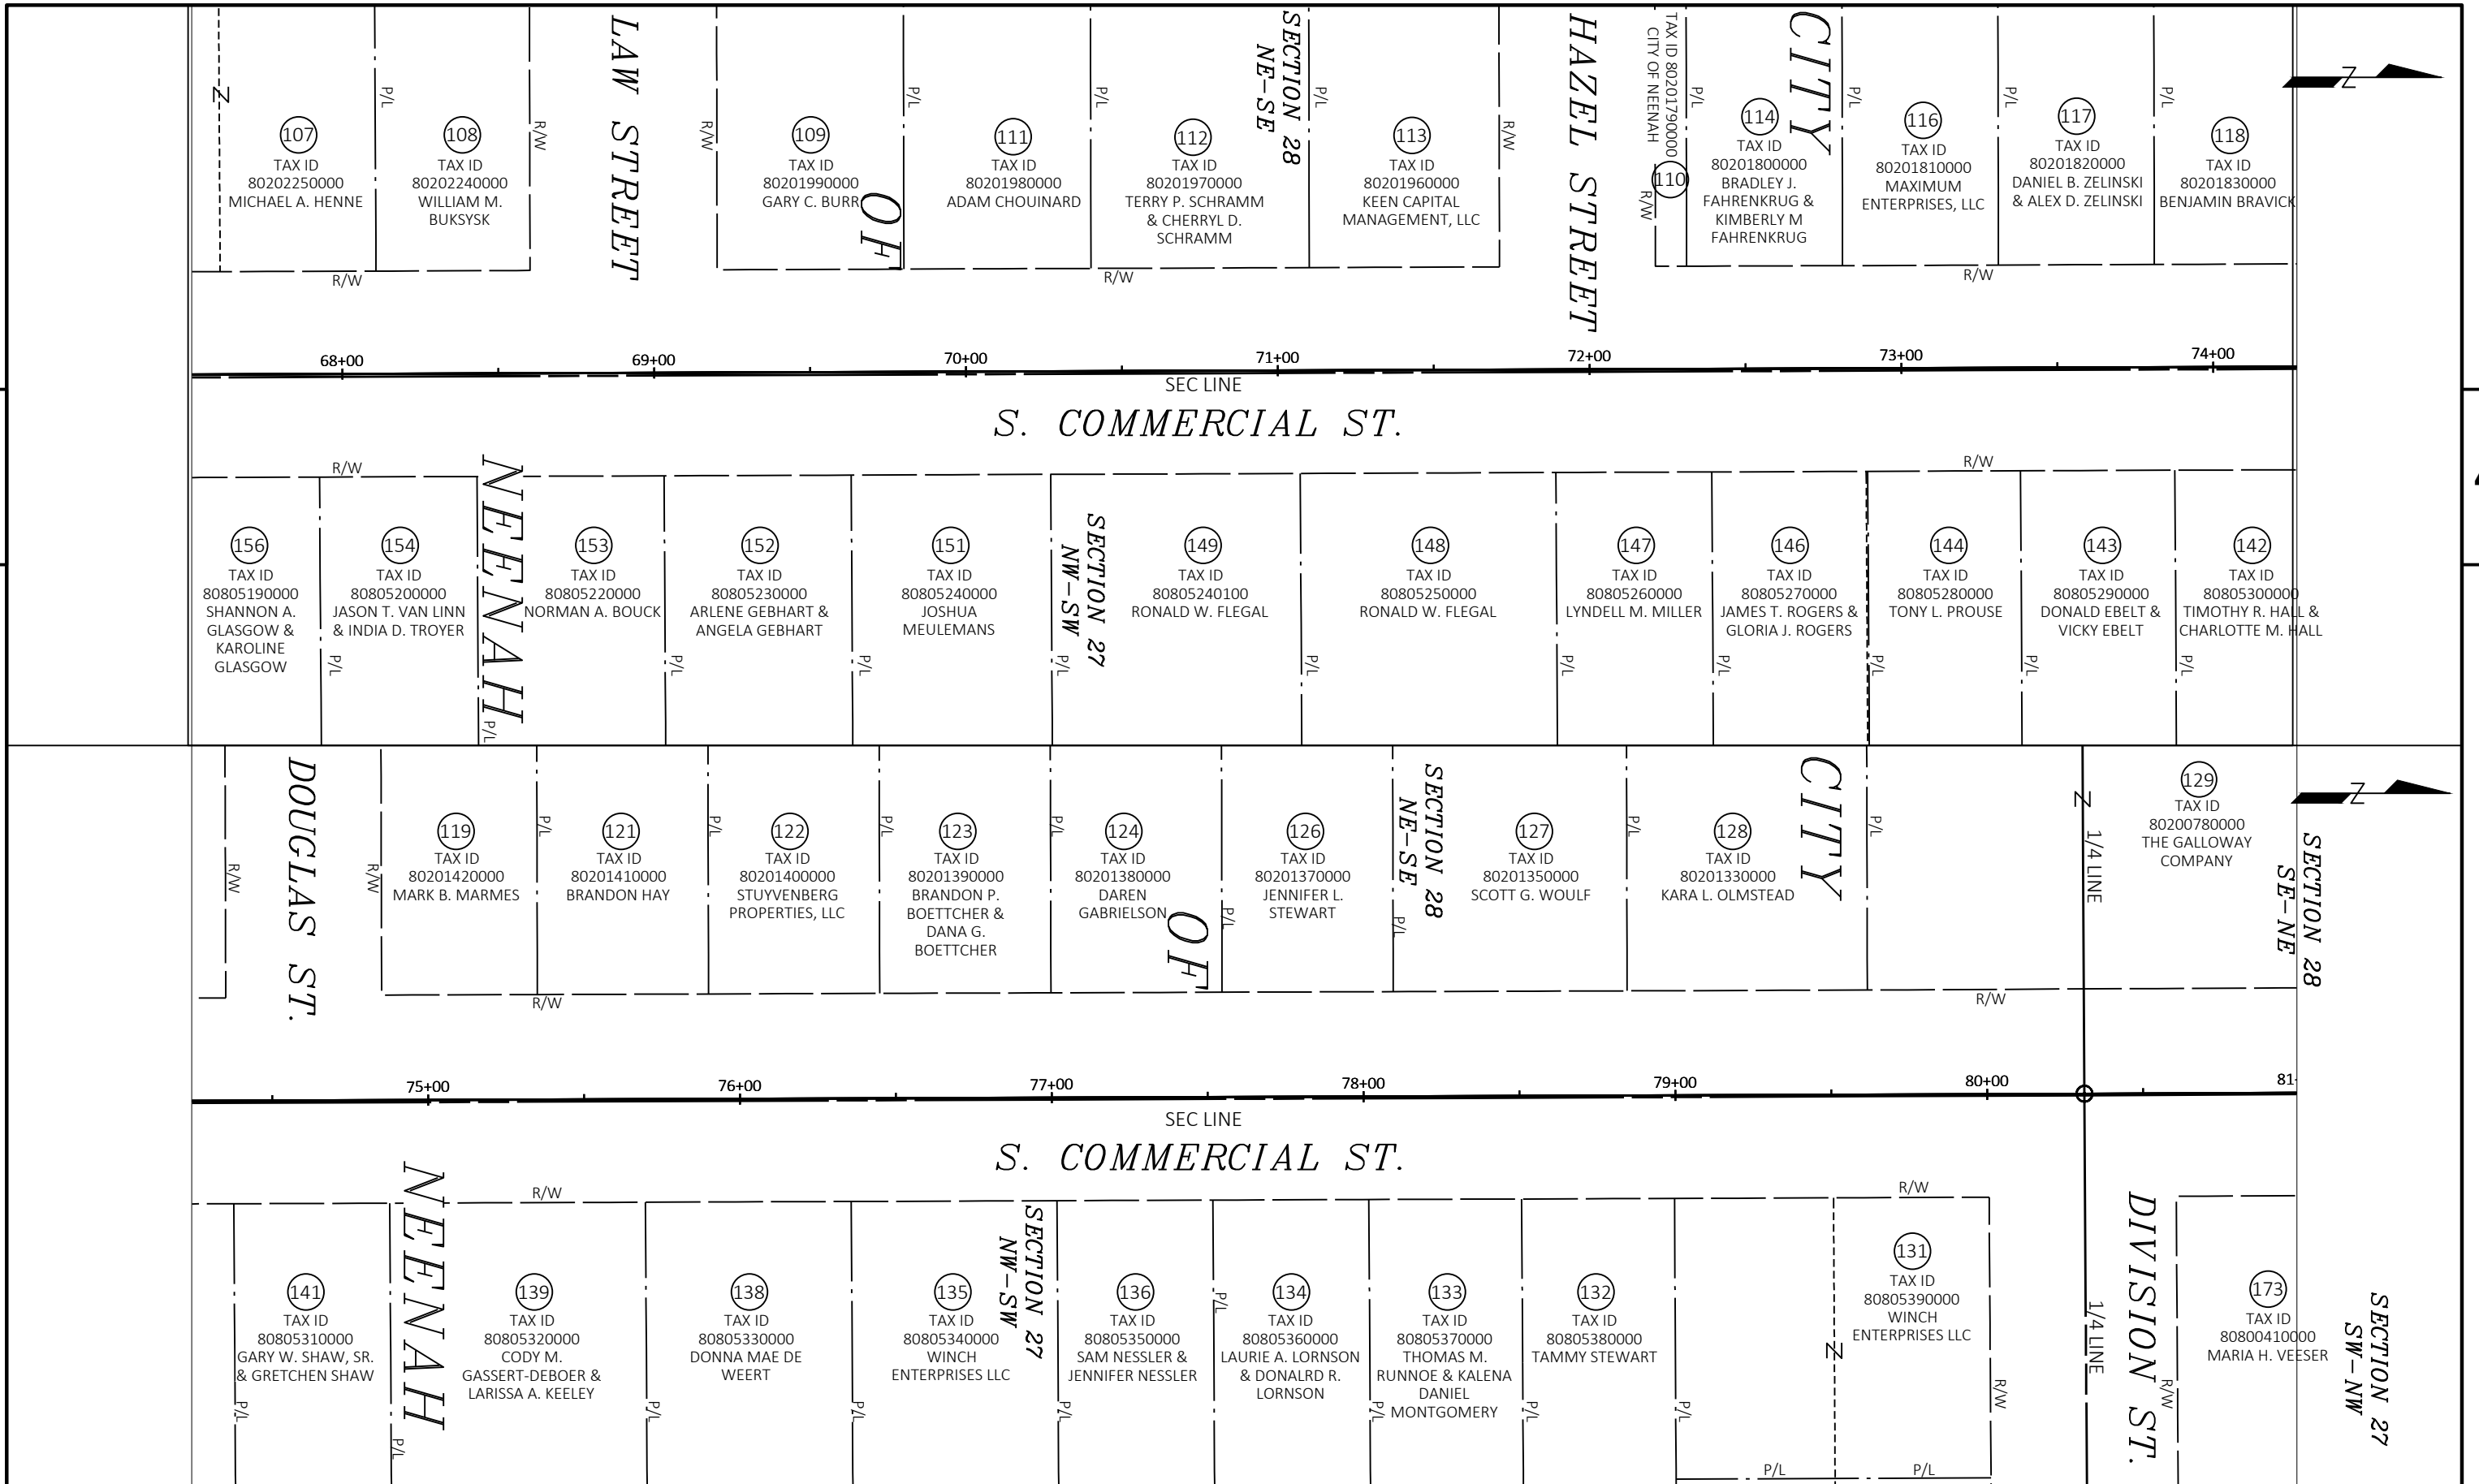 LAW STREET
SECTION 28
NE-SE
HAZEL STREET
TAX ID 80201790000
CITY OF NEENAH
110
CITY
Z
Z
P/L
R/W
R/W
P/L
P/L
P/L
R/W
R/W
P/L
P/L
P/L
P/L
107
TAX ID
80202250000
MICHAEL A. HENNE
108
TAX ID
80202240000
WILLIAM M.
BUKSYSK
109
TAX ID
80201990000
GARY C. BURR
OF
111
TAX ID
80201980000
ADAM CHOUINARD
112
TAX ID
80201970000
TERRY P. SCHRAMM
& CHERRYL D.
SCHRAMM
113
TAX ID
80201960000
KEEN CAPITAL
MANAGEMENT, LLC
114
TAX ID
80201800000
BRADLEY J.
FAHRENKRUG &
KIMBERLY M
FAHRENKRUG
116
TAX ID
80201810000
MAXIMUM
ENTERPRISES, LLC
117
TAX ID
80201820000
DANIEL B. ZELINSKI
& ALEX D. ZELINSKI
118
TAX ID
80201830000
BENJAMIN BRAVICK
R/W
R/W
R/W
68+00
69+00
70+00
71+00
72+00
73+00
74+00
SEC LINE
S. COMMERCIAL ST.
R/W
R/W
NEENAH
SECTION 27
NW-SW
156
TAX ID
80805190000
SHANNON A.
GLASGOW &
KAROLINE
GLASGOW
154
TAX ID
80805200000
JASON T. VAN LINN
& INDIA D. TROYER
153
TAX ID
80805220000
NORMAN A. BOUCK
152
TAX ID
80805230000
ARLENE GEBHART &
ANGELA GEBHART
151
TAX ID
80805240000
JOSHUA
MEULEMANS
149
TAX ID
80805240100
RONALD W. FLEGAL
148
TAX ID
80805250000
RONALD W. FLEGAL
147
TAX ID
80805260000
LYNDELL M. MILLER
146
TAX ID
80805270000
JAMES T. ROGERS &
GLORIA J. ROGERS
144
TAX ID
80805280000
TONY L. PROUSE
143
TAX ID
80805290000
DONALD EBELT &
VICKY EBELT
142
TAX ID
80805300000
TIMOTHY R. HALL &
CHARLOTTE M. HALL
P/L
P/L
P/L
P/L
P/L
P/L
P/L
P/L
P/L
P/L
P/L
DOUGLAS ST.
SECTION 28
NE-SE
CITY
Z
Z
1/4 LINE
SECTION 28
SE-NE
R/W
R/W
P/L
P/L
P/L
P/L
P/L
P/L
P/L
P/L
119
TAX ID
80201420000
MARK B. MARMES
121
TAX ID
80201410000
BRANDON HAY
122
TAX ID
80201400000
STUYVENBERG
PROPERTIES, LLC
123
TAX ID
80201390000
BRANDON P.
BOETTCHER &
DANA G.
BOETTCHER
124
TAX ID
80201380000
DAREN
GABRIELSON
OF
126
TAX ID
80201370000
JENNIFER L.
STEWART
127
TAX ID
80201350000
SCOTT G. WOULF
128
TAX ID
80201330000
KARA L. OLMSTEAD
129
TAX ID
80200780000
THE GALLOWAY
COMPANY
R/W
R/W
75+00
76+00
77+00
78+00
79+00
80+00
81
SEC LINE
S. COMMERCIAL ST.
R/W
R/W
NEENAH
SECTION 27
NW-SW
1/4 LINE
DIVISION ST.
SECTION 27
SW-NW
141
TAX ID
80805310000
GARY W. SHAW, SR.
& GRETCHEN SHAW
139
TAX ID
80805320000
CODY M.
GASSERT-DEBOER &
LARISSA A. KEELEY
138
TAX ID
80805330000
DONNA MAE DE
WEERT
135
TAX ID
80805340000
WINCH
ENTERPRISES LLC
136
TAX ID
80805350000
SAM NESSLER &
JENNIFER NESSLER
134
TAX ID
80805360000
LAURIE A. LORNSON
& DONALRD R.
LORNSON
133
TAX ID
80805370000
THOMAS M.
RUNNOE & KALENA
DANIEL
MONTGOMERY
132
TAX ID
80805380000
TAMMY STEWART
131
TAX ID
80805390000
WINCH
ENTERPRISES LLC
173
TAX ID
80800410000
MARIA H. VEESER
P/L
P/L
P/L
P/L
P/L
P/L
P/L
P/L
P/L
Z
R/W
R/W
P/L
P/L